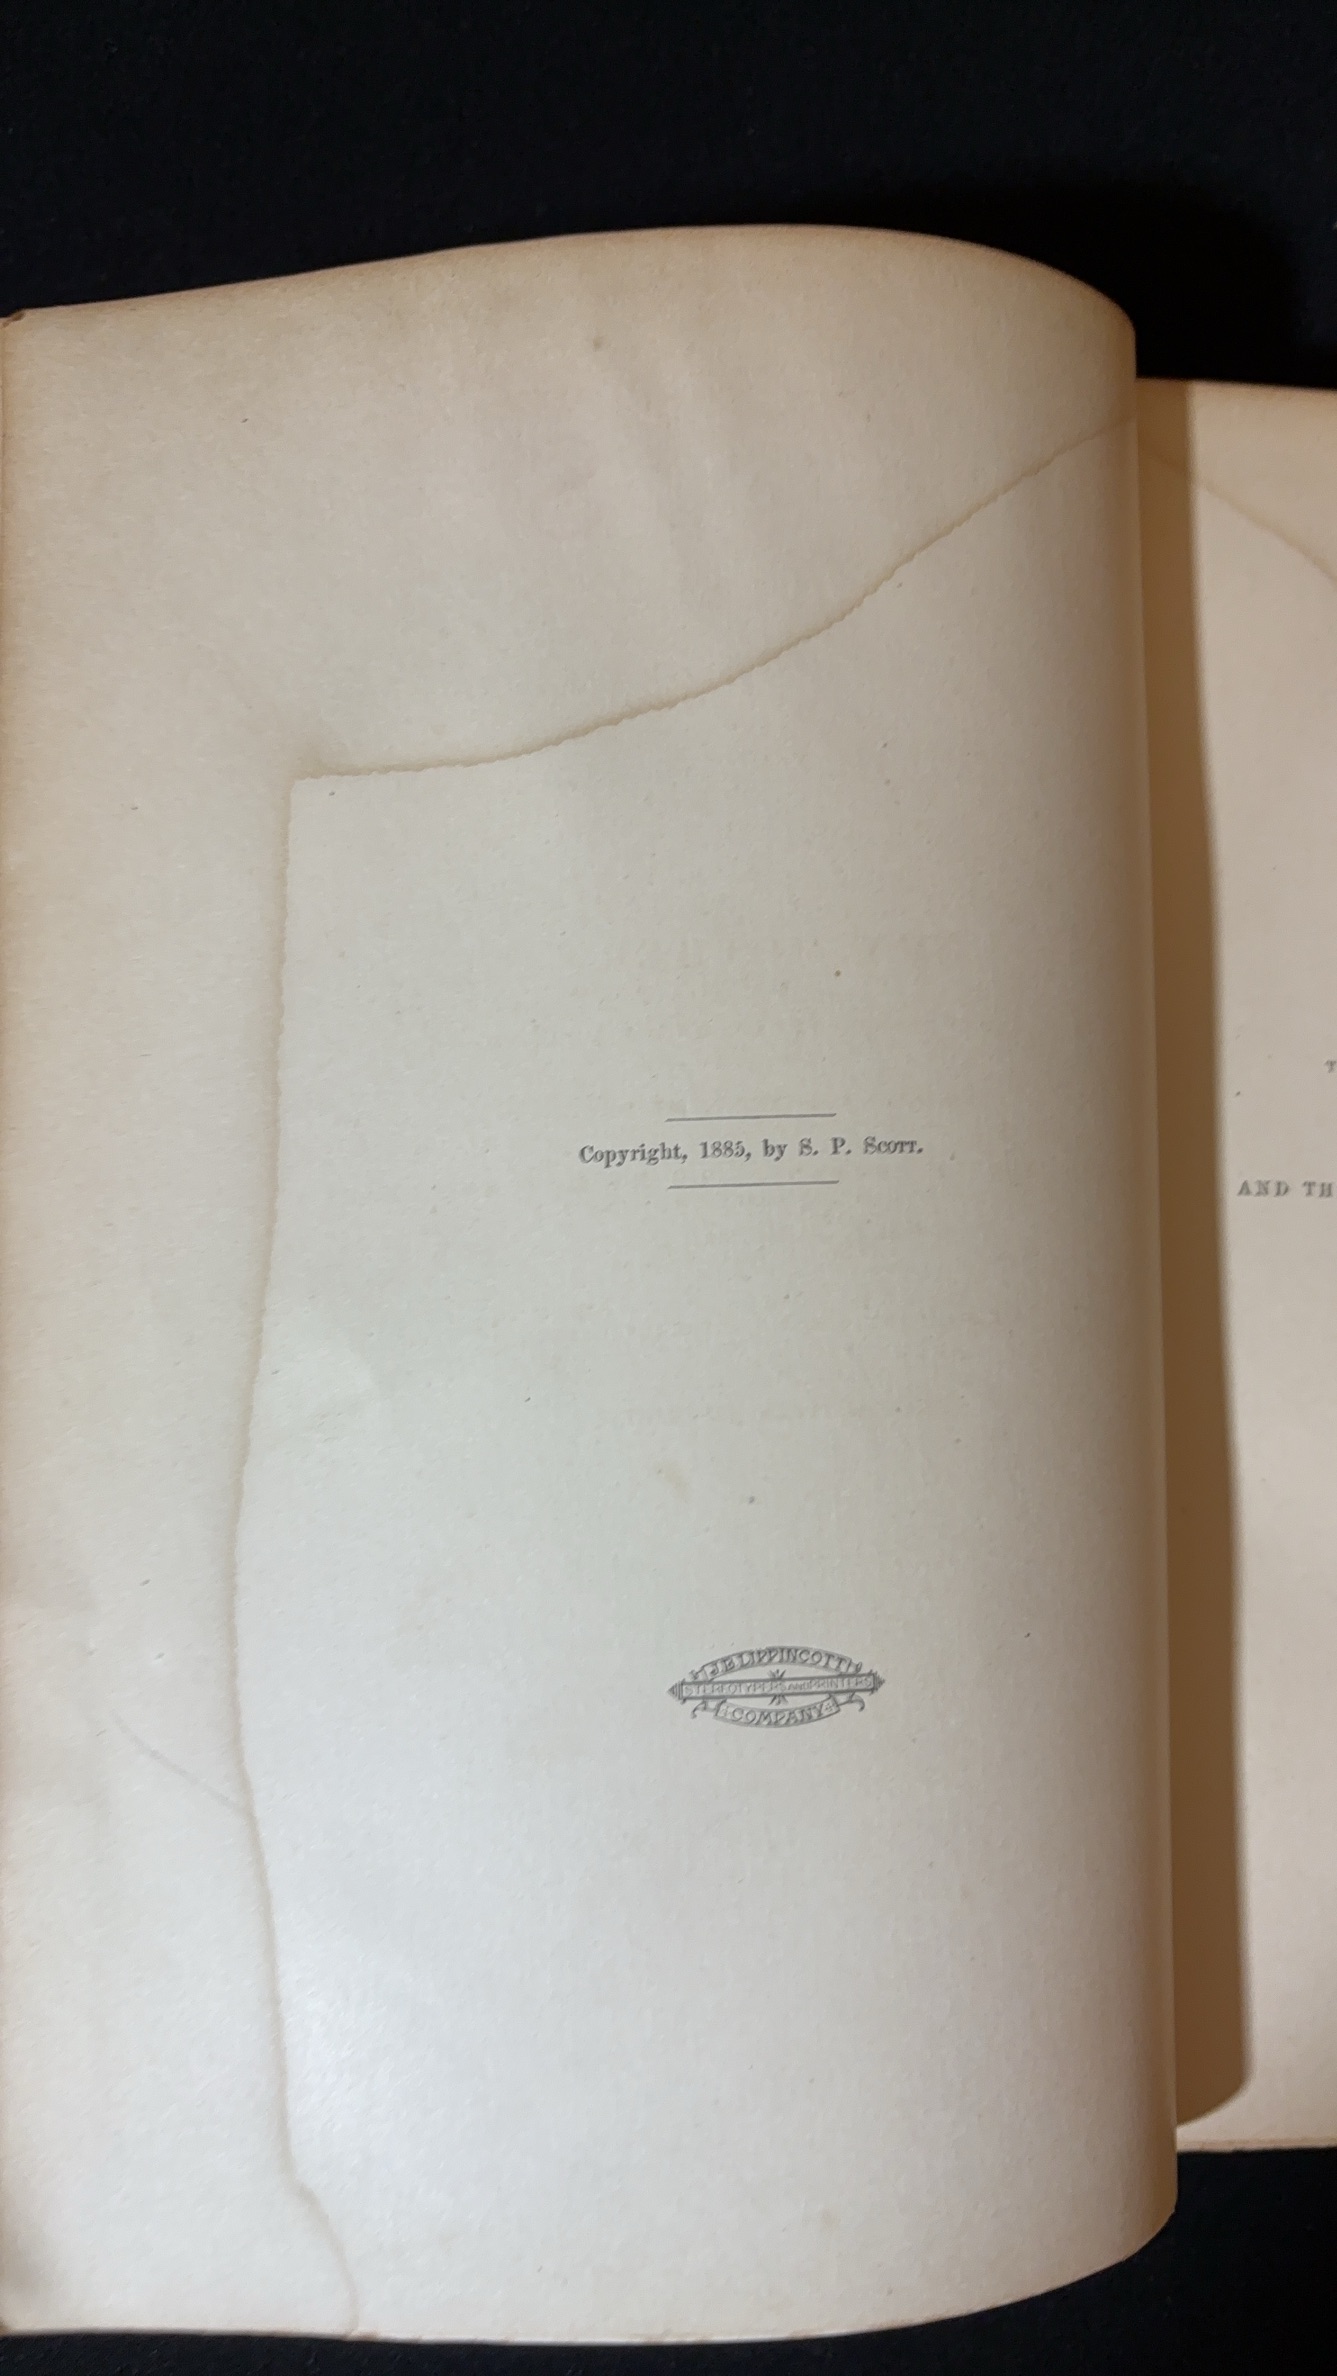 Copyright, 1885, by S. P. Scott.
J B LIPPINCOTT
STEREOTYPERS AND PRINTERS
COMPANY
T
AND TH